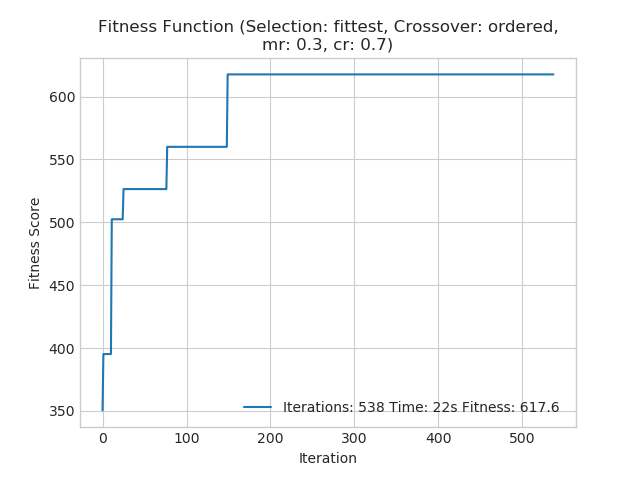 Fitness Function (Selection: fittest, Crossover: ordered,
mr: 0.3, cr: 0.7)
600
550
500
450
400
350
Fitness Score
Iterations: 538 Time: 22s Fitness: 617.6
0 100 200 300 400 500
Iteration